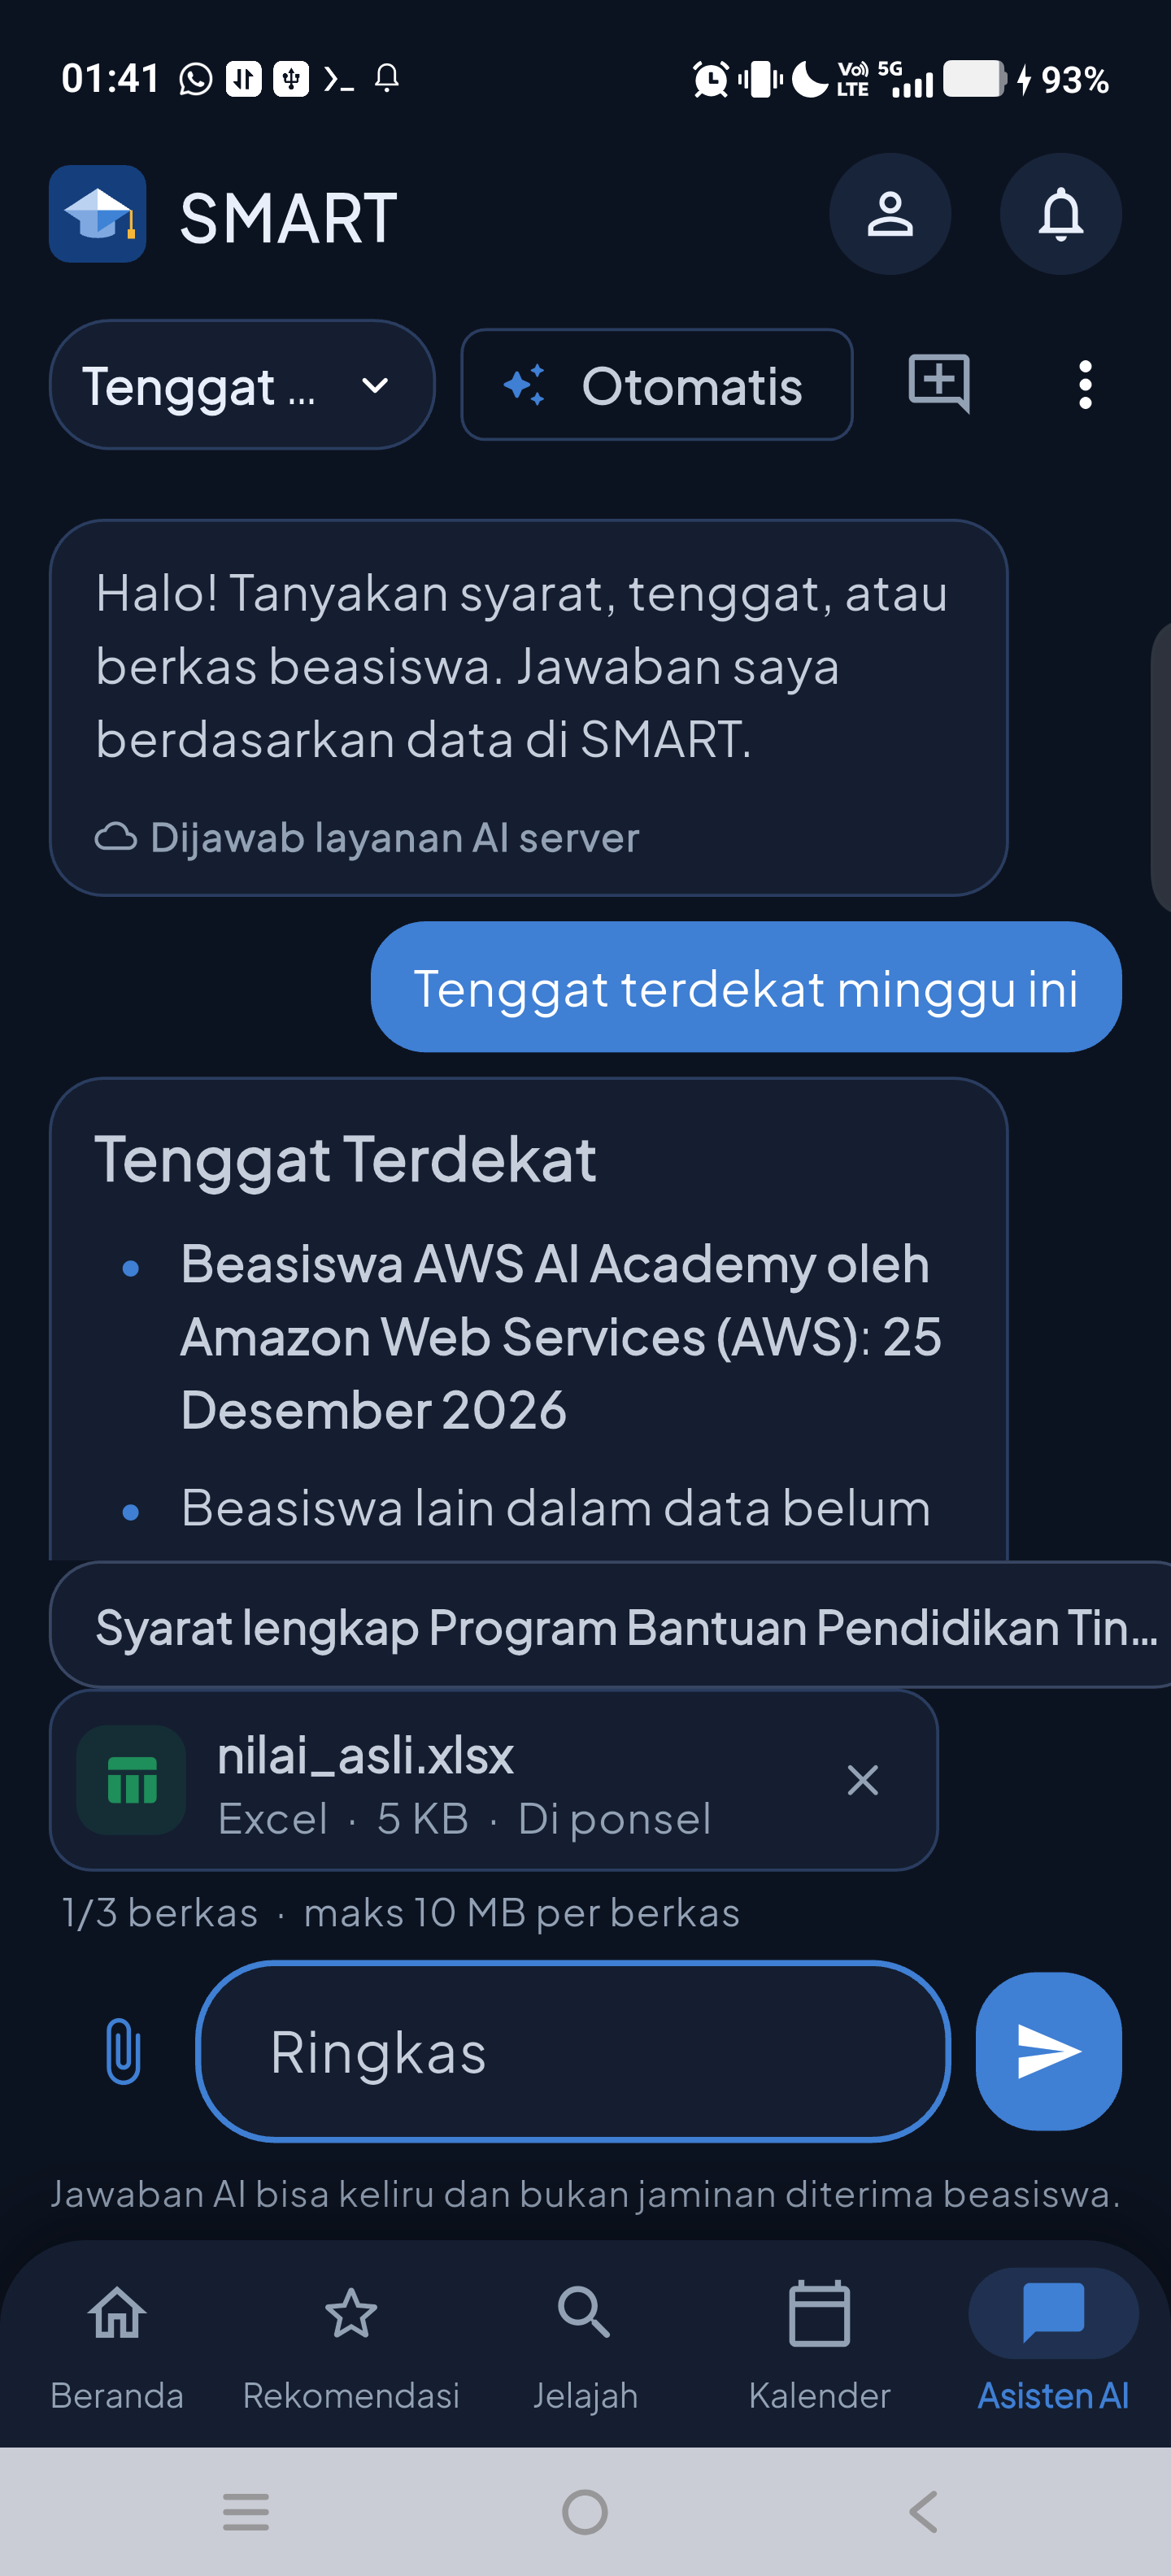 01:41
VoLTE 5G 93%
SMART
Tenggat ...
Otomatis
Halo! Tanyakan syarat, tenggat, atau
berkas beasiswa. Jawaban saya
berdasarkan data di SMART.
Dijawab layanan AI server
Tenggat terdekat minggu ini
Tenggat Terdekat
• Beasiswa AWS AI Academy oleh
Amazon Web Services (AWS): 25
Desember 2026
• Beasiswa lain dalam data belum
Syarat lengkap Program Bantuan Pendidikan Tin...
nilai_asli.xlsx
Excel · 5 KB · Di ponsel
1/3 berkas · maks 10 MB per berkas
Ringkas
Jawaban AI bisa keliru dan bukan jaminan diterima beasiswa.
Beranda Rekomendasi Jelajah Kalender Asisten AI